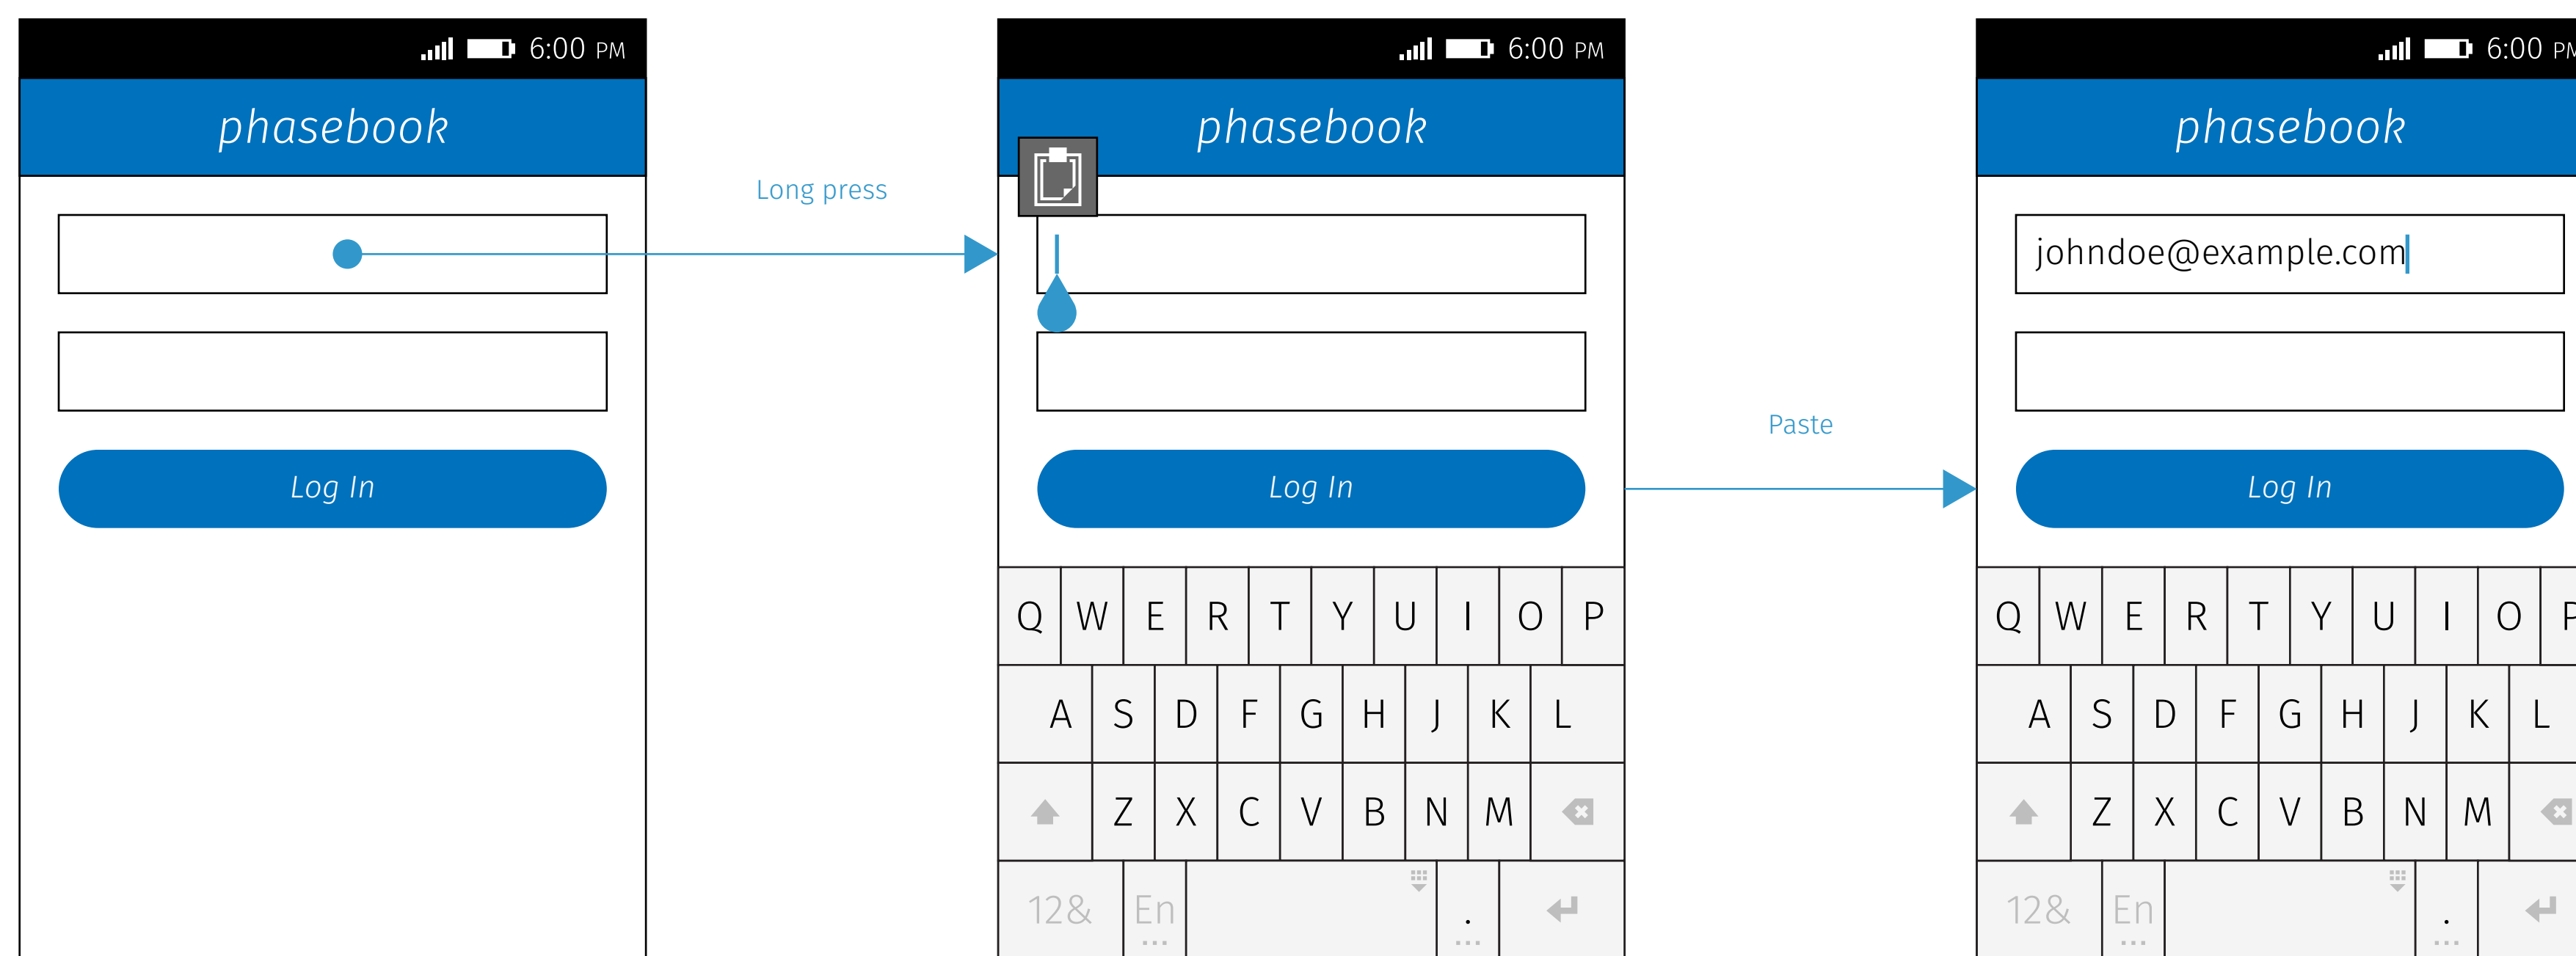 6:00 PM
phasebook
Log In
Long press
6:00 PM
phasebook
Log In
Q W E R T Y U I O P
A S D F G H J K L
Z X C V B N M
12& En .
Paste
6:00 PM
phasebook
johndoe@example.com
Log In
Q W E R T Y U I O P
A S D F G H J K L
Z X C V B N M
12& En .